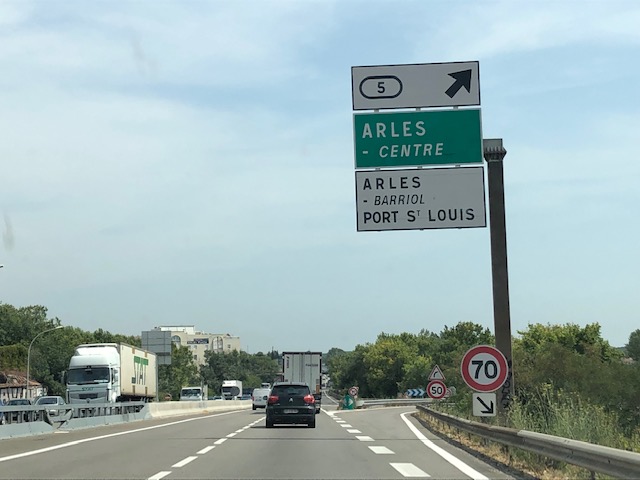 5
ARLES
- CENTRE
ARLES
- BARRIOL
PORT ST LOUIS
70
50